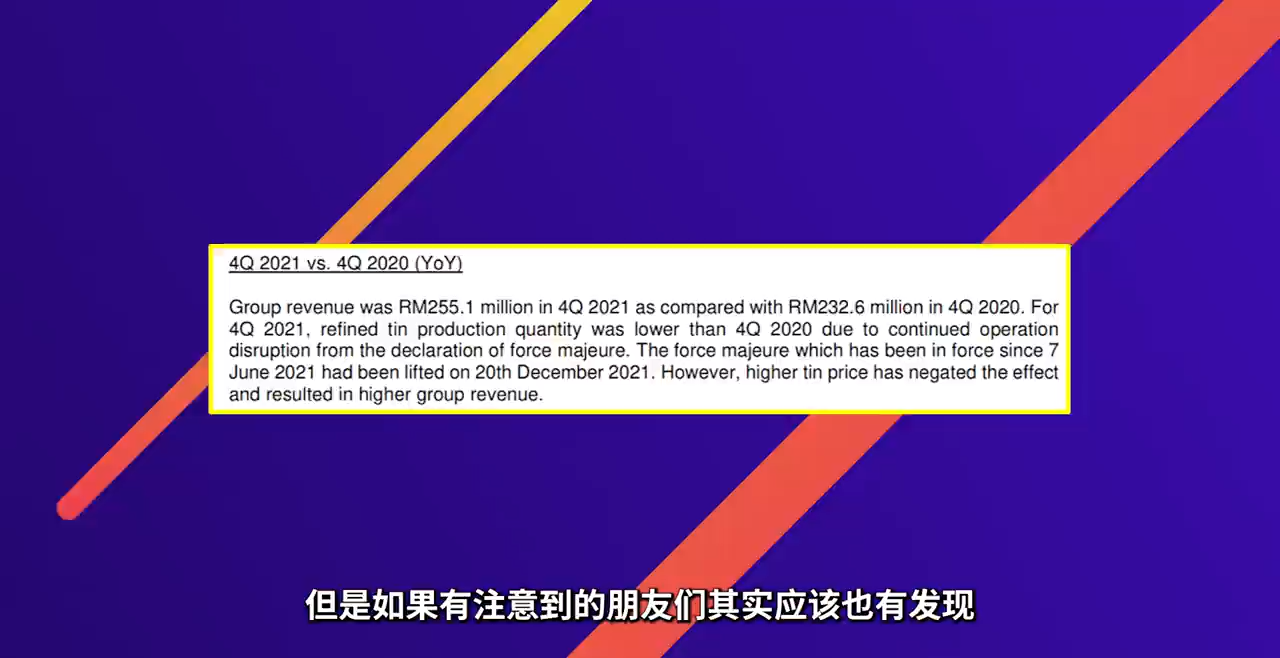 4Q 2021 vs. 4Q 2020 (YoY)
Group revenue was RM255.1 million in 4Q 2021 as compared with RM232.6 million in 4Q 2020. For
4Q 2021, refined tin production quantity was lower than 4Q 2020 due to continued operation
disruption from the declaration of force majeure. The force majeure which has been in force since 7
June 2021 had been lifted on 20th December 2021. However, higher tin price has negated the effect
and resulted in higher group revenue.
但是如果有注意到的朋友们其实应该也有发现